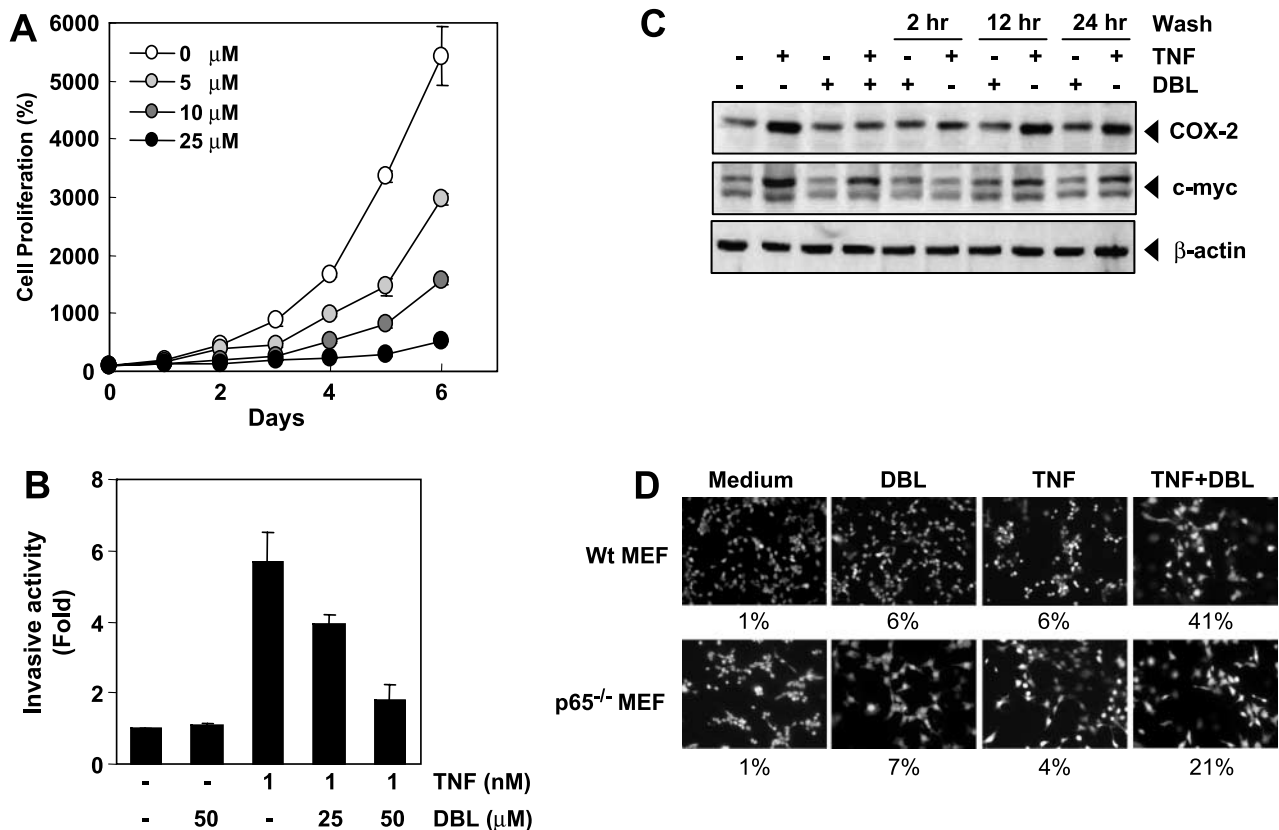 A
Cell Proliferation (%)
6000
5000
4000
3000
2000
1000
0
0 μM
5 μM
10 μM
25 μM
0 2 4 6
Days
C
2 hr 12 hr 24 hr Wash
- + - + - + - + - + TNF
- - + + + - + - + - DBL
COX-2
c-myc
β-actin
B
Invasive activity
(Fold)
8
6
4
2
0
- - 1 1 1 TNF (nM)
- 50 - 25 50 DBL (μM)
D
Medium DBL TNF TNF+DBL
Wt MEF
1% 6% 6% 41%
p65-/- MEF
1% 7% 4% 21%